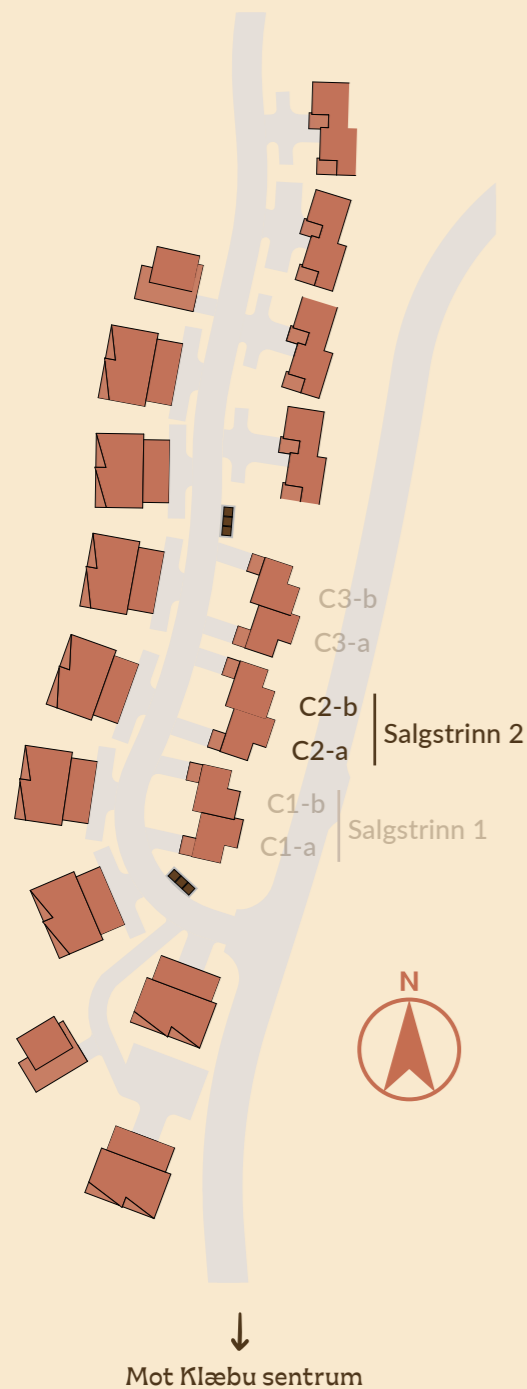 C3-b
C3-a
C2-b
C2-a
Salgstrinn 2
C1-b
C1-a
Salgstrinn 1
N
Mot Klæbu sentrum